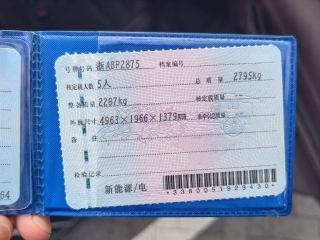 号牌号码 浙A8P2875 档案编号
核定载人数 5人 总质量 2795kg
整备质量 2287kg 核定载质量 --
外廓尺寸 4963×1966×1379mm 准牵引总质量 --
备注
检验记录
新能源/电
*3380051929430*
64